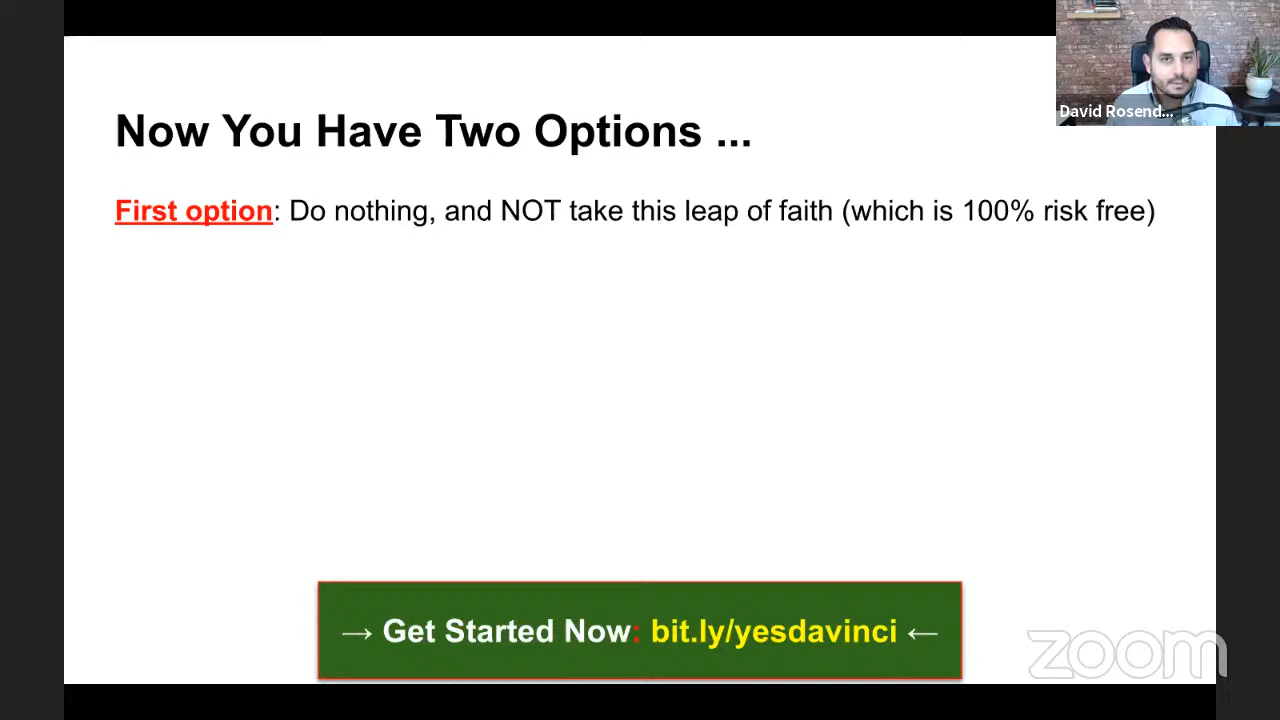 David Rosend...
Now You Have Two Options ...
First option: Do nothing, and NOT take this leap of faith (which is 100% risk free)
→ Get Started Now: bit.ly/yesdavinci ←
zoom